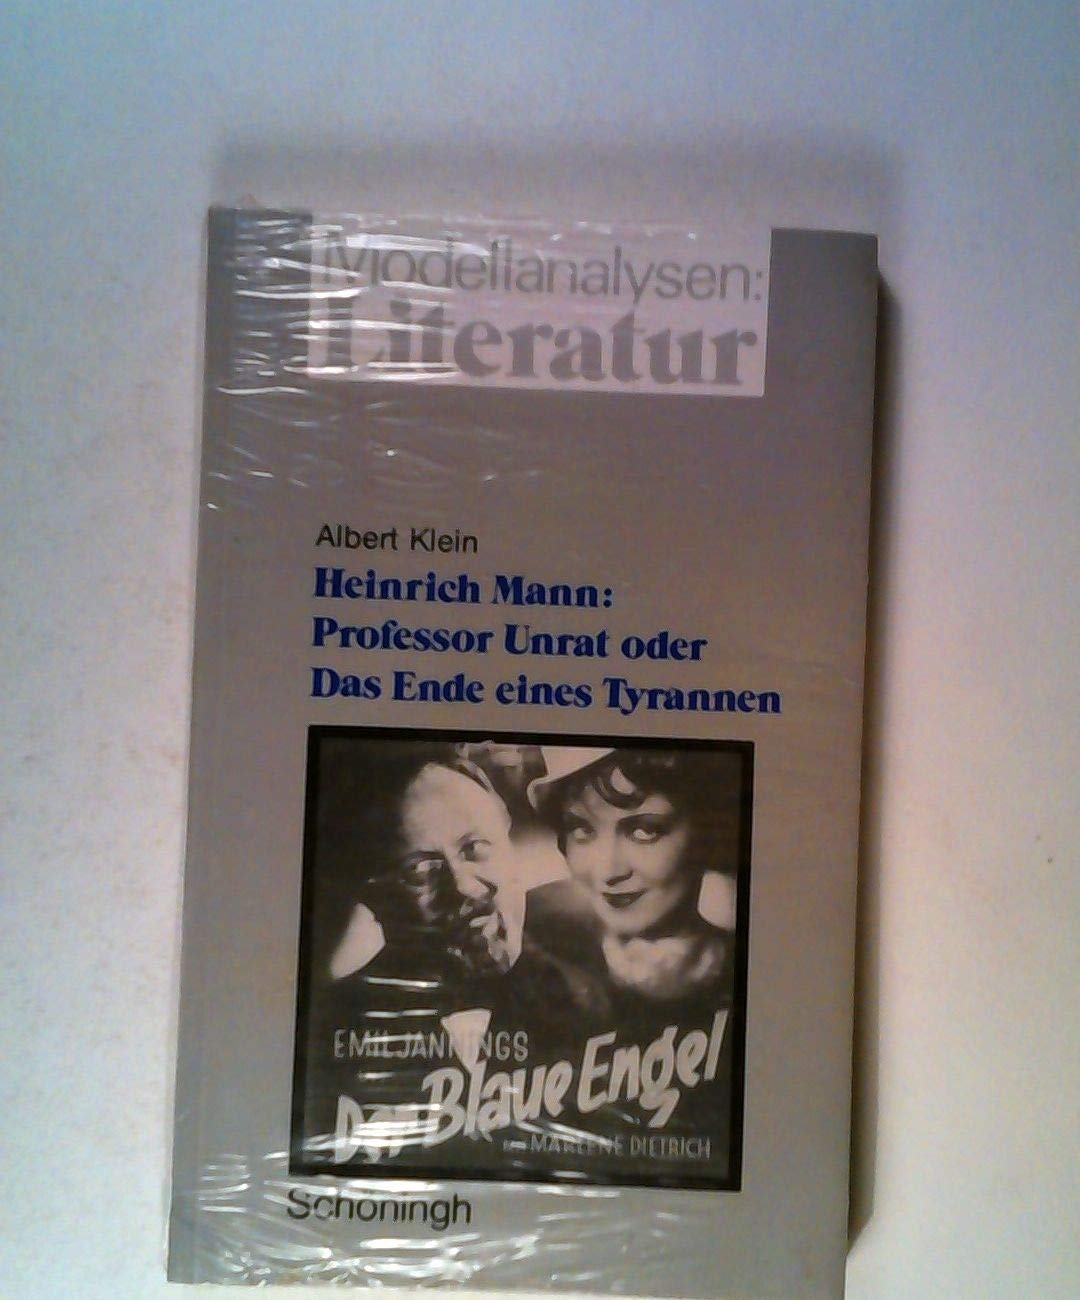 Modellanalysen:
Literatur
Albert Klein
Heinrich Mann:
Professor Unrat oder
Das Ende eines Tyrannen
EMIL JANNINGS
Der Blaue Engel
MARLENE DIETRICH
Schöningh